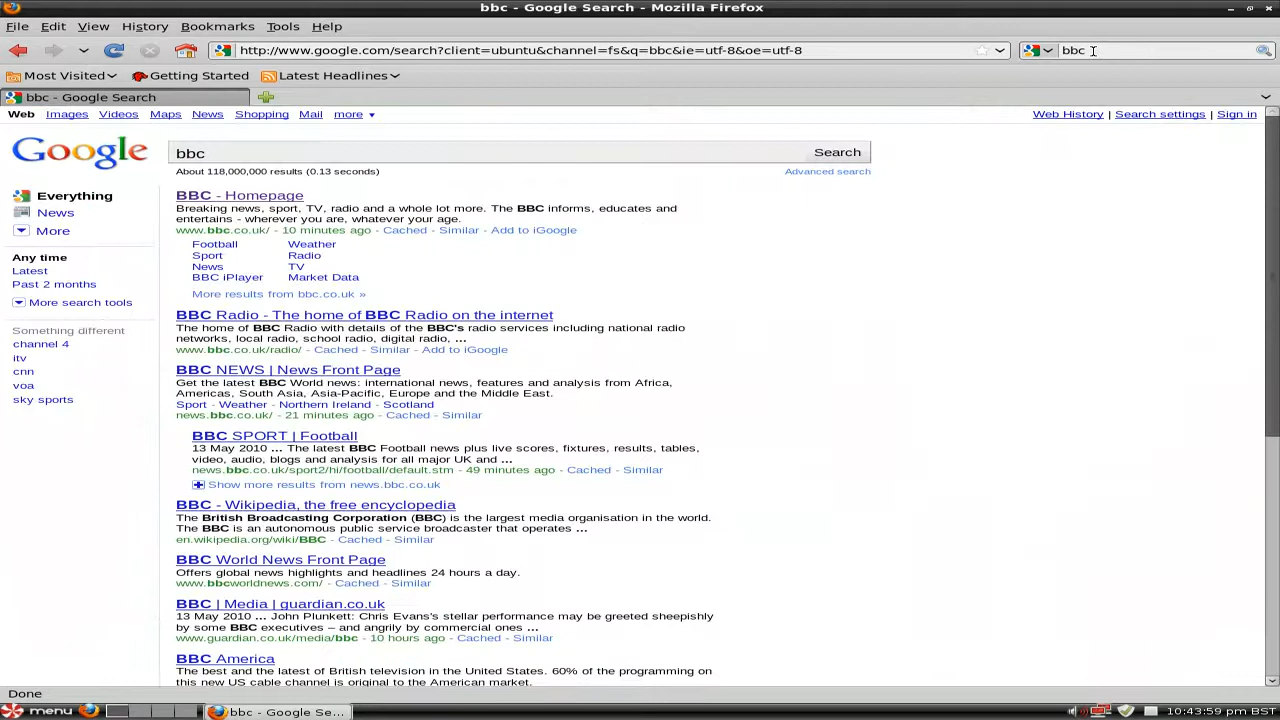 bbc - Google Search - Mozilla Firefox
File Edit View History Bookmarks Tools Help
http://www.google.com/search?client=ubuntu&channel=fs&q=bbc&ie=utf-8&oe=utf-8
bbc
Most Visited Getting Started Latest Headlines
bbc - Google Search
Web Images Videos Maps News Shopping Mail more
Web History | Search settings | Sign in
Google
bbc
Search
About 118,000,000 results (0.13 seconds)
Advanced search
Everything
News
More
Any time
Latest
Past 2 months
More search tools
Something different
channel 4
itv
cnn
voa
sky sports
BBC - Homepage
Breaking news, sport, TV, radio and a whole lot more. The BBC informs, educates and
entertains - wherever you are, whatever your age.
www.bbc.co.uk/ - 10 minutes ago - Cached - Similar - Add to iGoogle
Football Weather
Sport Radio
News TV
BBC iPlayer Market Data
More results from bbc.co.uk »
BBC Radio - The home of BBC Radio on the internet
The home of BBC Radio with details of the BBC's radio services including national radio
networks, local radio, school radio, digital radio, ...
www.bbc.co.uk/radio/ - Cached - Similar - Add to iGoogle
BBC NEWS | News Front Page
Get the latest BBC World news: international news, features and analysis from Africa,
Americas, South Asia, Asia-Pacific, Europe and the Middle East.
Sport - Weather - Northern Ireland - Scotland
news.bbc.co.uk/ - 21 minutes ago - Cached - Similar
BBC SPORT | Football
13 May 2010 ... The latest BBC Football news plus live scores, fixtures, results, tables,
video, audio, blogs and analysis for all major UK and ...
news.bbc.co.uk/sport2/hi/football/default.stm - 49 minutes ago - Cached - Similar
Show more results from news.bbc.co.uk
BBC - Wikipedia, the free encyclopedia
The British Broadcasting Corporation (BBC) is the largest media organisation in the world.
The BBC is an autonomous public service broadcaster that operates ...
en.wikipedia.org/wiki/BBC - Cached - Similar
BBC World News Front Page
Offers global news highlights and headlines 24 hours a day.
www.bbcworldnews.com/ - Cached - Similar
BBC | Media | guardian.co.uk
13 May 2010 ... John Plunkett: Chris Evans's stellar performance may be greeted sheepishly
by some BBC executives – and angrily by commercial ones ...
www.guardian.co.uk/media/bbc - 10 hours ago - Cached - Similar
BBC America
The best and the latest of British television in the United States. 60% of the programming on
this new US cable channel is original to the American market.
Done
menu
bbc - Google Se...
10:43:59 pm BST